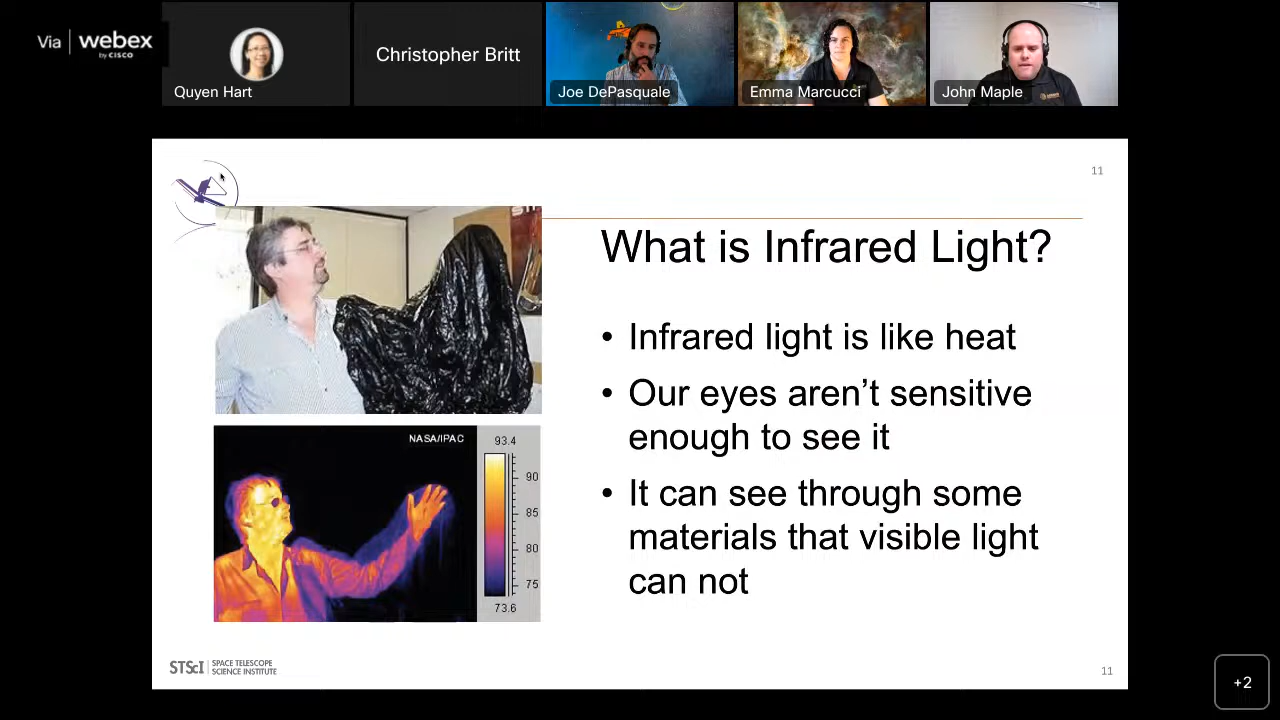 Via webex
by CISCO
Quyen Hart
Christopher Britt
Joe DePasquale
Emma Marcucci
John Maple
11
What is Infrared Light?
• Infrared light is like heat
• Our eyes aren’t sensitive
enough to see it
• It can see through some
materials that visible light
can not
NASA/IPAC
93.4
90
85
80
75
73.6
STScI | SPACE TELESCOPE
SCIENCE INSTITUTE
11
+2